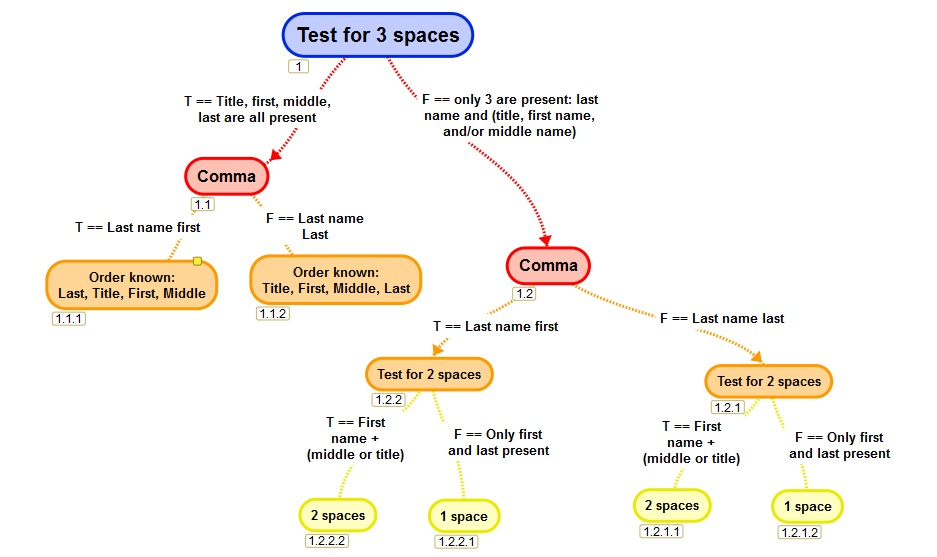 Test for 3 spaces
1
T == Title, first, middle,
last are all present
F == only 3 are present: last
name and (title, first name,
and/or middle name)
Comma
1.1
T == Last name first
F == Last name
Last
Order known:
Last, Title, First, Middle
1.1.1
Order known:
Title, First, Middle, Last
1.1.2
Comma
1.2
T == Last name first
F == Last name last
Test for 2 spaces
1.2.2
Test for 2 spaces
1.2.1
T == First
name +
(middle or title)
F == Only first
and last present
T == First
name +
(middle or title)
F == Only first
and last present
2 spaces
1.2.2.2
1 space
1.2.2.1
2 spaces
1.2.1.1
1 space
1.2.1.2